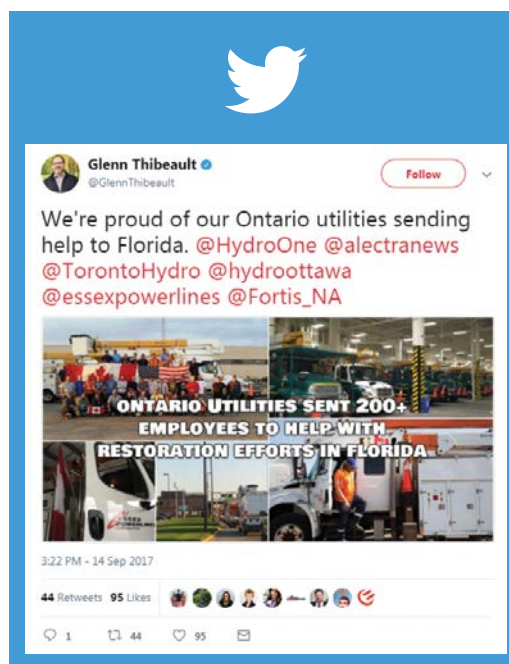 Glenn Thibeault
@GlennThibeault
Follow
We're proud of our Ontario utilities sending
help to Florida. @HydroOne @alectranews
@TorontoHydro @hydroottawa
@essexpowerlines @Fortis_NA
ONTARIO UTILITIES SENT 200+
EMPLOYEES TO HELP WITH
RESTORATION EFFORTS IN FLORIDA
ESSEX
POWERLINES
3:22 PM - 14 Sep 2017
44 Retweets 95 Likes
1 44 95